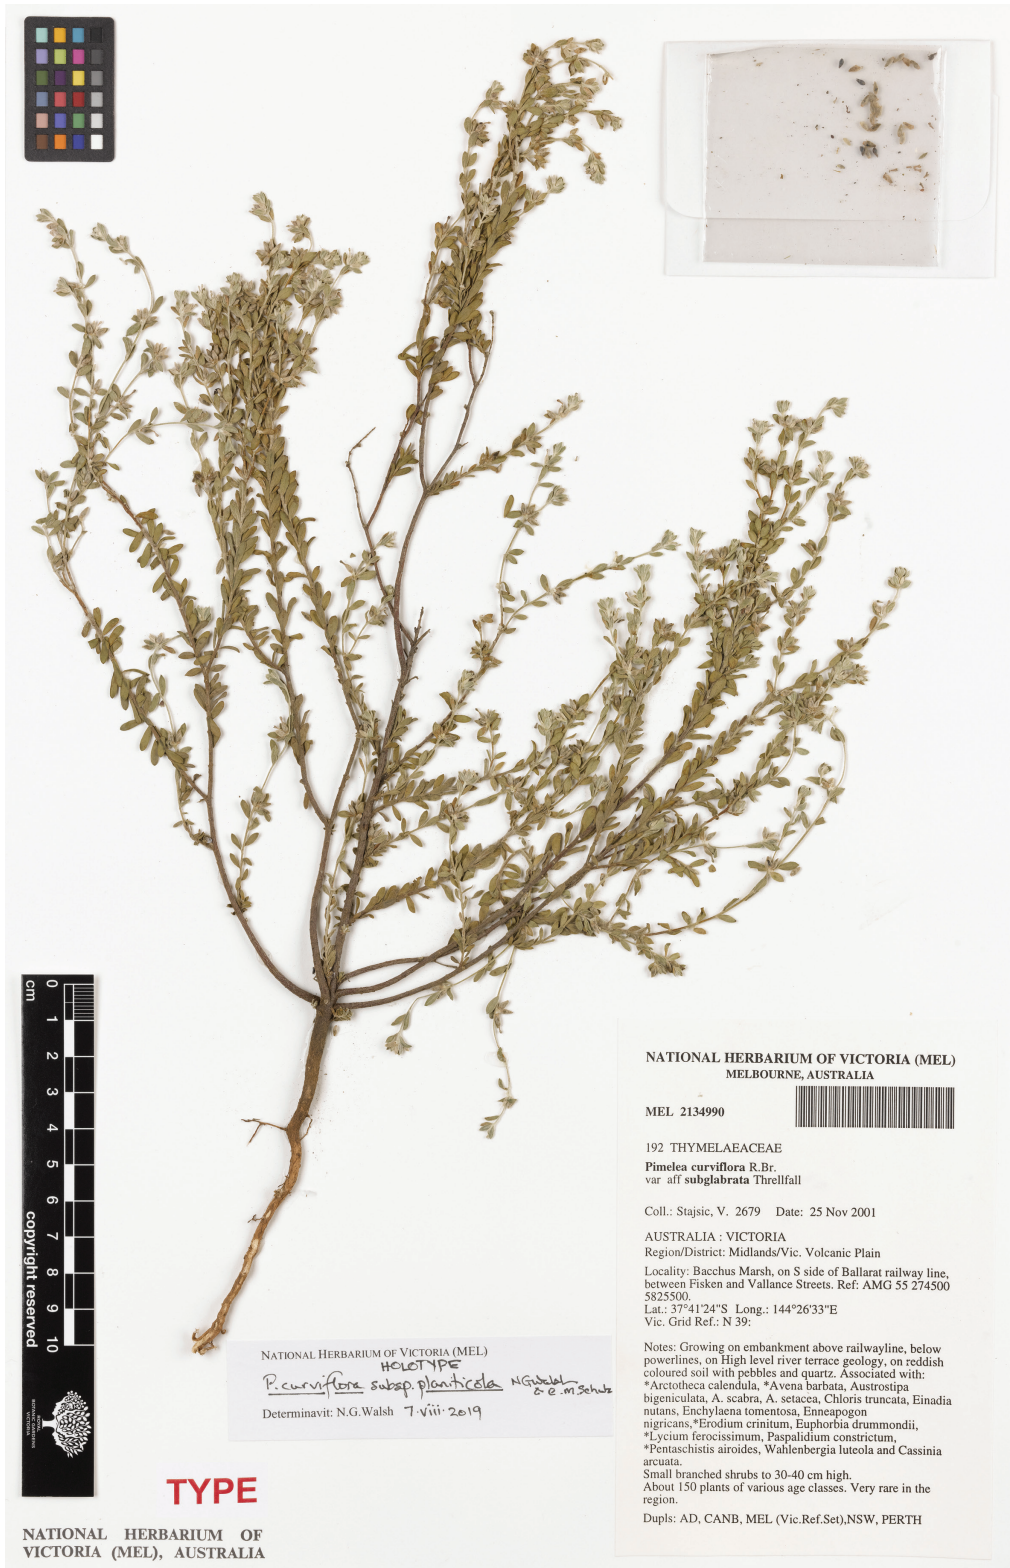 NATIONAL HERBARIUM OF VICTORIA (MEL)
MELBOURNE, AUSTRALIA
MEL 2134990
192 THYMELAEACEAE
Pimelea curviflora R.Br.
var aff subglabrata Threllfall
Coll.: Stajsic, V. 2679 Date: 25 Nov 2001
AUSTRALIA : VICTORIA
Region/District: Midlands/Vic. Volcanic Plain
Locality: Bacchus Marsh, on S side of Ballarat railway line,
between Fisken and Vallance Streets. Ref: AMG 55 274500
5825500.
Lat.: 37°41'24"S Long.: 144°26'33"E
Vic. Grid Ref.: N 39:
Notes: Growing on embankment above railwayline, below
powerlines, on High level river terrace geology, on reddish
coloured soil with pebbles and quartz. Associated with:
*Arctotheca calendula, *Avena barbata, Austrostipa
bigeniculata, A. scabra, A. setacea, Chloris truncata, Einadia
nutans, Enchylaena tomentosa, Enneapogon
nigricans,*Erodium crinitum, Euphorbia drummondii,
*Lycium ferocissimum, Paspalidium constrictum,
*Pentaschistis airoides, Wahlenbergia luteola and Cassinia
arcuata.
Small branched shrubs to 30-40 cm high.
About 150 plants of various age classes. Very rare in the
region.
Dupls: AD, CANB, MEL (Vic.Ref.Set),NSW, PERTH
NATIONAL HERBARIUM OF VICTORIA (MEL)
HOLOTYPE
P. curviflora subsp. planiticola N G Walsh
& E.M.Schulz
Determinavit: N.G.Walsh 7.viii.2019
cm
0
1
2
3
4
5
6
7
8
9
10
copyright reserved
ROYAL BOTANIC GARDENS VICTORIA
TYPE
NATIONAL HERBARIUM OF
VICTORIA (MEL), AUSTRALIA